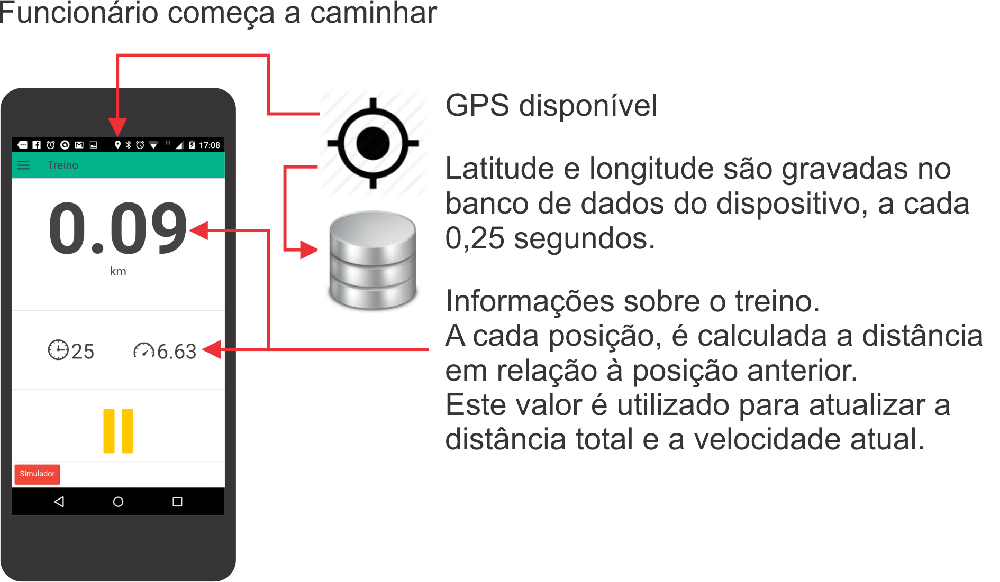 Funcionário começa a caminhar
GPS disponível
Latitude e longitude são gravadas no
banco de dados do dispositivo, a cada
0,25 segundos.
Informações sobre o treino.
A cada posição, é calculada a distância
em relação à posição anterior.
Este valor é utilizado para atualizar a
distância total e a velocidade atual.
H 17:08
Treino
0.09
km
25 6.63
Simulador